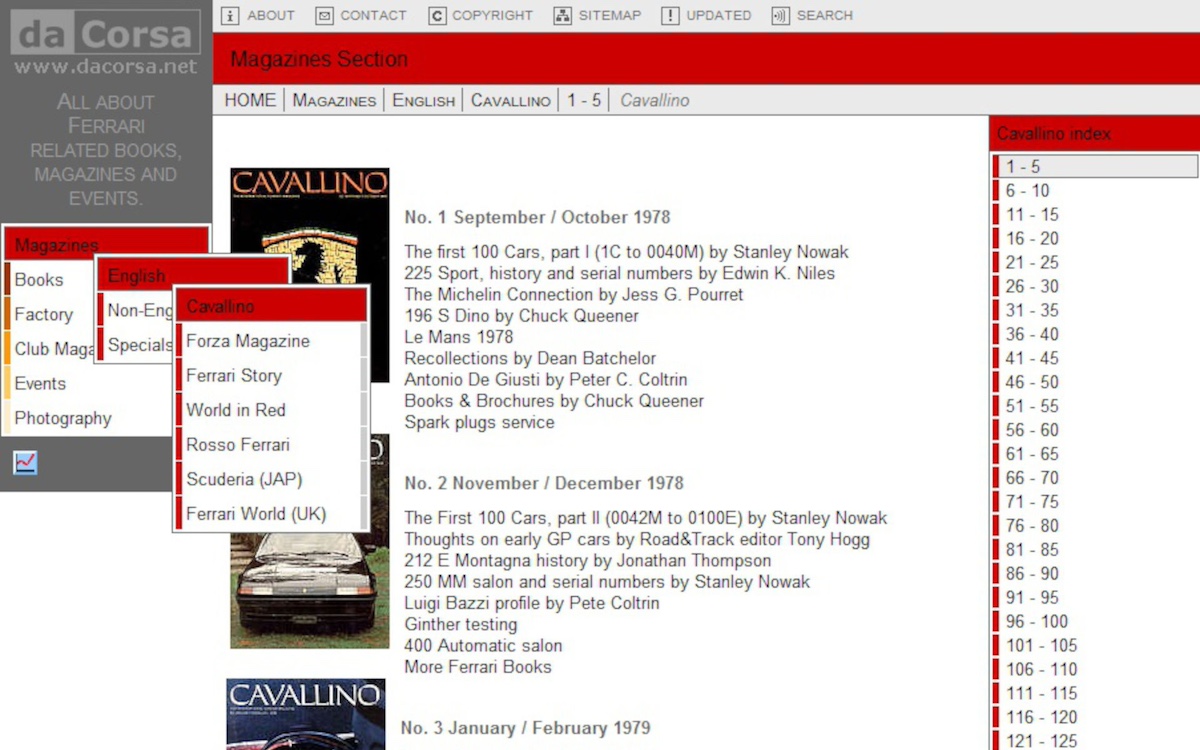 da Corsa
www.dacorsa.net
ALL ABOUT
FERRARI
RELATED BOOKS,
MAGAZINES AND
EVENTS.
ABOUT
CONTACT
COPYRIGHT
SITEMAP
UPDATED
SEARCH
Magazines Section
HOME
MAGAZINES
ENGLISH
CAVALLINO
1 - 5
Cavallino
Magazines
Books
Factory
Club Maga
Events
Photography
English
Non-Eng
Specials
Cavallino
Forza Magazine
Ferrari Story
World in Red
Rosso Ferrari
Scuderia (JAP)
Ferrari World (UK)
CAVALLINO
No. 1 September / October 1978
The first 100 Cars, part I (1C to 0040M) by Stanley Nowak
225 Sport, history and serial numbers by Edwin K. Niles
The Michelin Connection by Jess G. Pourret
196 S Dino by Chuck Queener
Le Mans 1978
Recollections by Dean Batchelor
Antonio De Giusti by Peter C. Coltrin
Books & Brochures by Chuck Queener
Spark plugs service
No. 2 November / December 1978
The First 100 Cars, part II (0042M to 0100E) by Stanley Nowak
Thoughts on early GP cars by Road&Track editor Tony Hogg
212 E Montagna history by Jonathan Thompson
250 MM salon and serial numbers by Stanley Nowak
Luigi Bazzi profile by Pete Coltrin
Ginther testing
400 Automatic salon
More Ferrari Books
CAVALLINO
No. 3 January / February 1979
Cavallino index
1 - 5
6 - 10
11 - 15
16 - 20
21 - 25
26 - 30
31 - 35
36 - 40
41 - 45
46 - 50
51 - 55
56 - 60
61 - 65
66 - 70
71 - 75
76 - 80
81 - 85
86 - 90
91 - 95
96 - 100
101 - 105
106 - 110
111 - 115
116 - 120
121 - 125